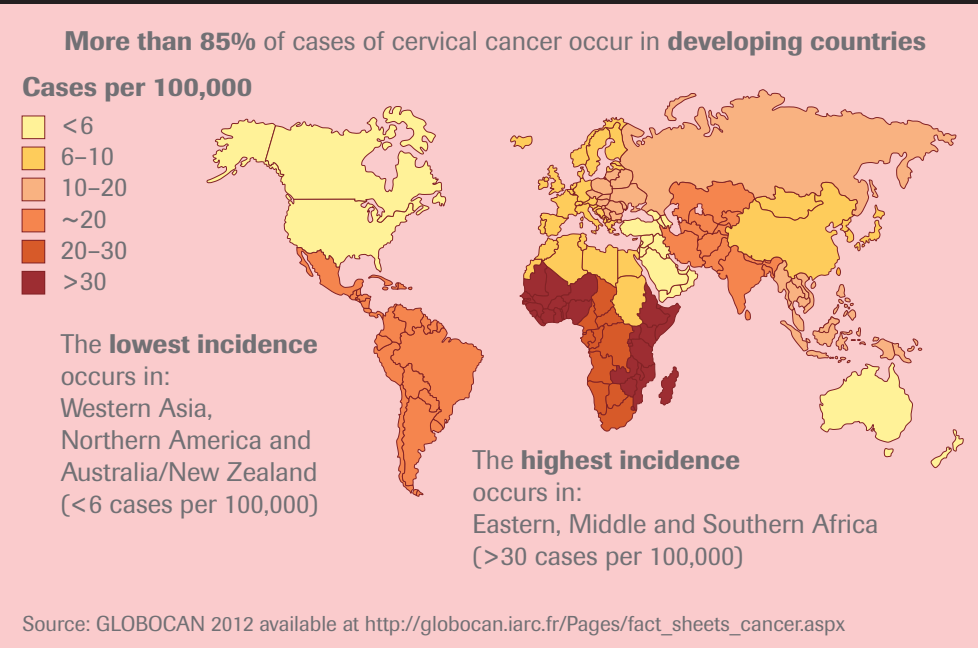 More than 85% of cases of cervical cancer occur in developing countries
Cases per 100,000
<6
6–10
10–20
~20
20–30
>30
The lowest incidence
occurs in:
Western Asia,
Northern America and
Australia/New Zealand
(<6 cases per 100,000)
The highest incidence
occurs in:
Eastern, Middle and Southern Africa
(>30 cases per 100,000)
Source: GLOBOCAN 2012 available at http://globocan.iarc.fr/Pages/fact_sheets_cancer.aspx